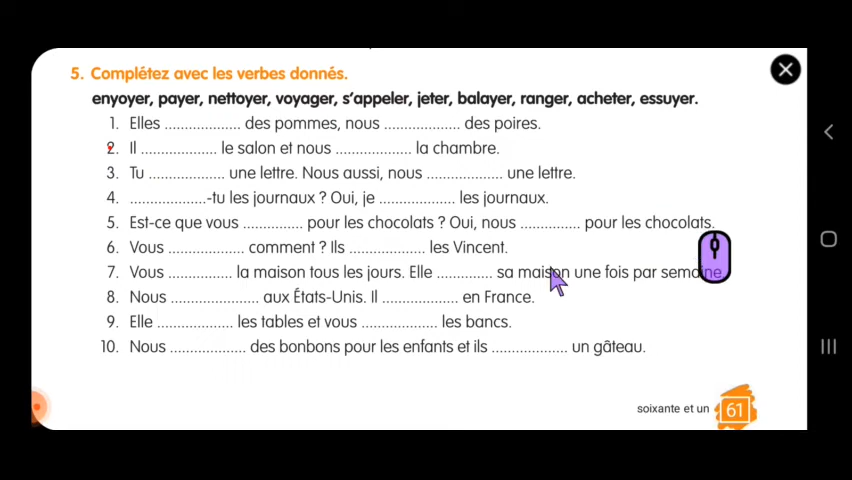 5. Complétez avec les verbes donnés.
enyoyer, payer, nettoyer, voyager, s'appeler, jeter, balayer, ranger, acheter, essuyer.
1. Elles ................... des pommes, nous ................... des poires.
2. Il ................... le salon et nous ................... la chambre.
3. Tu ................... une lettre. Nous aussi, nous ................... une lettre.
4. ...................-tu les journaux ? Oui, je ................... les journaux.
5. Est-ce que vous ............... pour les chocolats ? Oui, nous ............... pour les chocolats.
6. Vous ................... comment ? Ils ................... les Vincent.
7. Vous ................ la maison tous les jours. Elle .............. sa maison une fois par semaine.
8. Nous ...................... aux États-Unis. Il ................... en France.
9. Elle ................... les tables et vous ................... les bancs.
10. Nous ................... des bonbons pour les enfants et ils ................... un gâteau.
soixante et un 61